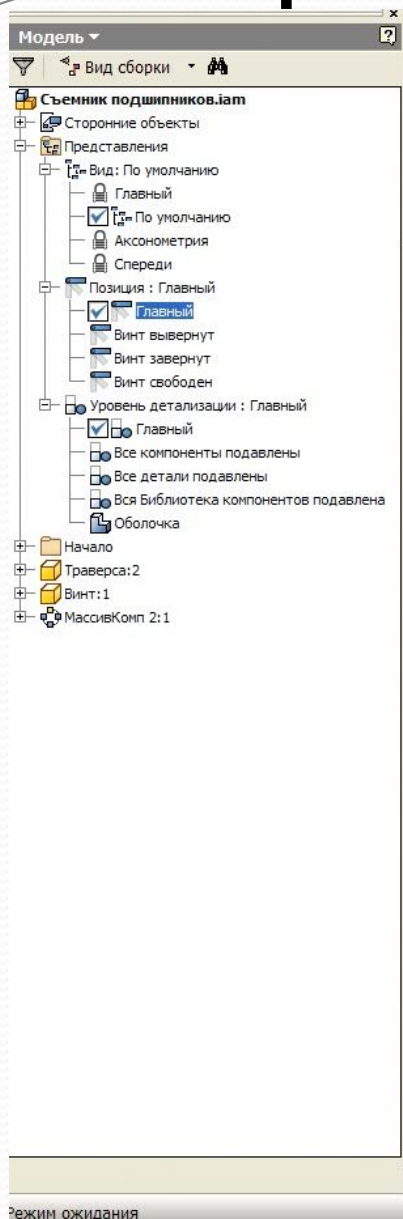 Модель
Вид сборки
Съемник подшипников.iam
Сторонние объекты
Представления
Вид: По умолчанию
Главный
По умолчанию
Аксонометрия
Спереди
Позиция : Главный
Главный
Винт вывернут
Винт завернут
Винт свободен
Уровень детализации : Главный
Главный
Все компоненты подавлены
Все детали подавлены
Вся Библиотека компонентов подавлена
Оболочка
Начало
Траверса:2
Винт:1
МассивКомп 2:1
Режим ожидания